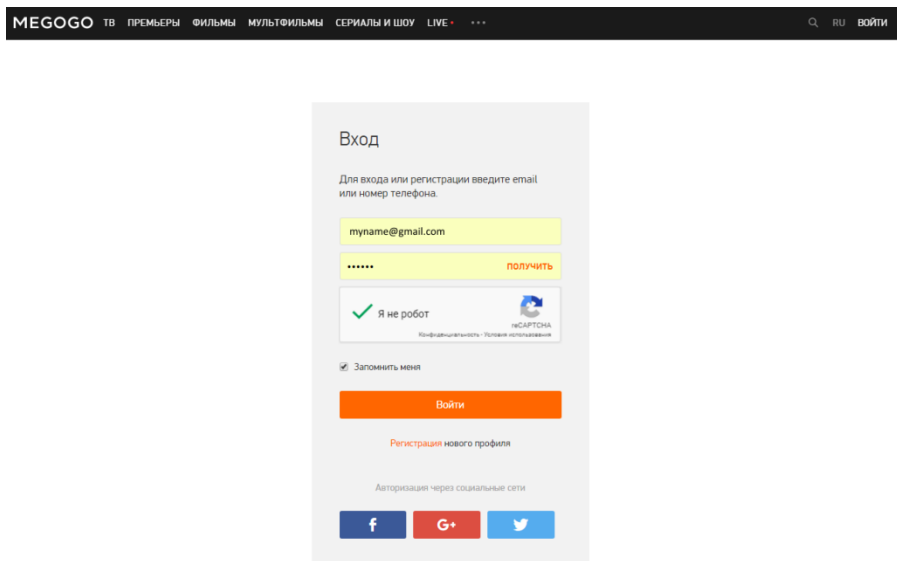 MEGOGO ТВ ПРЕМЬЕРЫ ФИЛЬМЫ МУЛЬТФИЛЬМЫ СЕРИАЛЫ И ШОУ LIVE ••• RU ВОЙТИ
Вход
Для входа или регистрации введите email
или номер телефона.
myname@gmail.com
•••••• ПОЛУЧИТЬ
Я не робот
reCAPTCHA
Конфиденциальность - Условия использования
Запомнить меня
Войти
Регистрация нового профиля
Авторизация через социальные сети
f G+